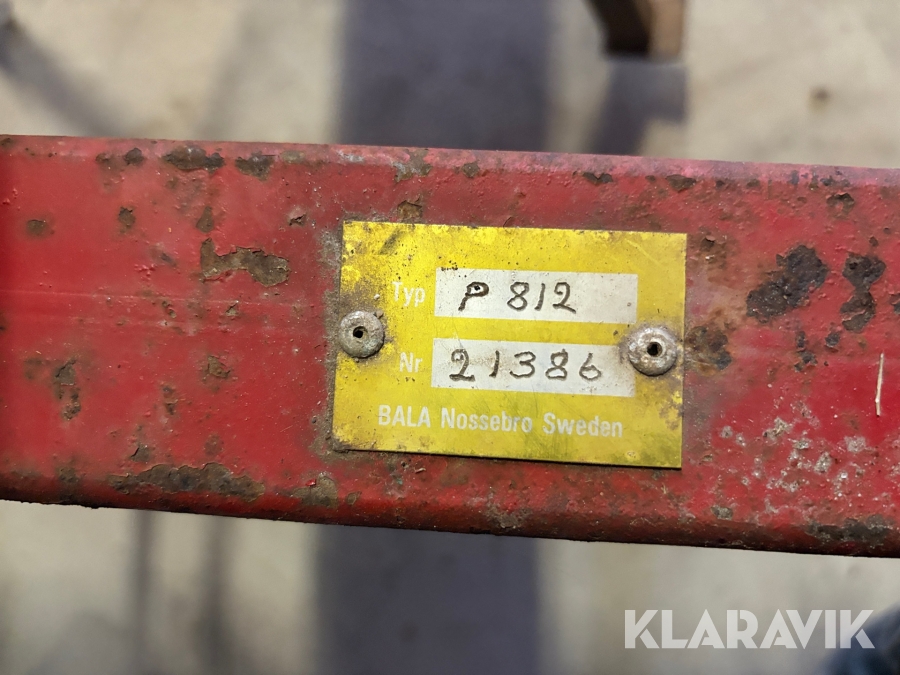 Typ P 812
Nr 21386
BALA Nossebro Sweden
KLARAVIK